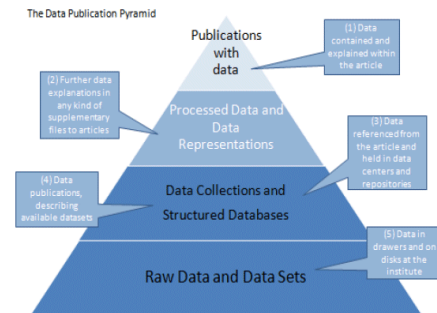 The Data Publication Pyramid
Publications
with
data
(1) Data
contained and
explained within
the article
(2) Further data
explanations in
any kind of
supplementary
files to articles
Processed Data and
Data
Representations
(3) Data
referenced from
the article and
held in data
centers and
repositories
(4) Data
publications,
describing
available datasets
Data Collections and
Structured Databases
(5) Data in
drawers and on
disks at the
institute
Raw Data and Data Sets